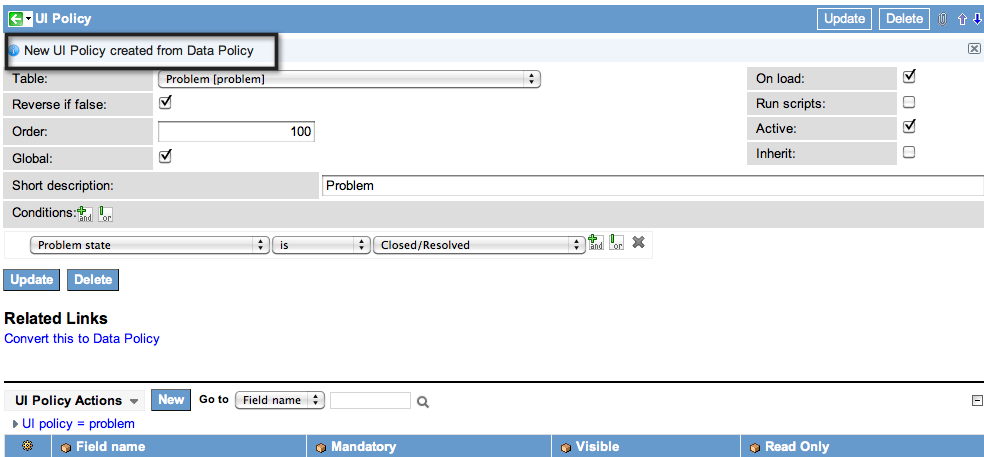 UI Policy Update Delete
New UI Policy created from Data Policy
Table: Problem [problem] On load:
Reverse if false: Run scripts:
Order: 100 Active:
Global: Inherit:
Short description: Problem
Conditions: and or
Problem state is Closed/Resolved and or
Update Delete
Related Links
Convert this to Data Policy
UI Policy Actions New Go to Field name
UI policy = problem
Field name Mandatory Visible Read Only